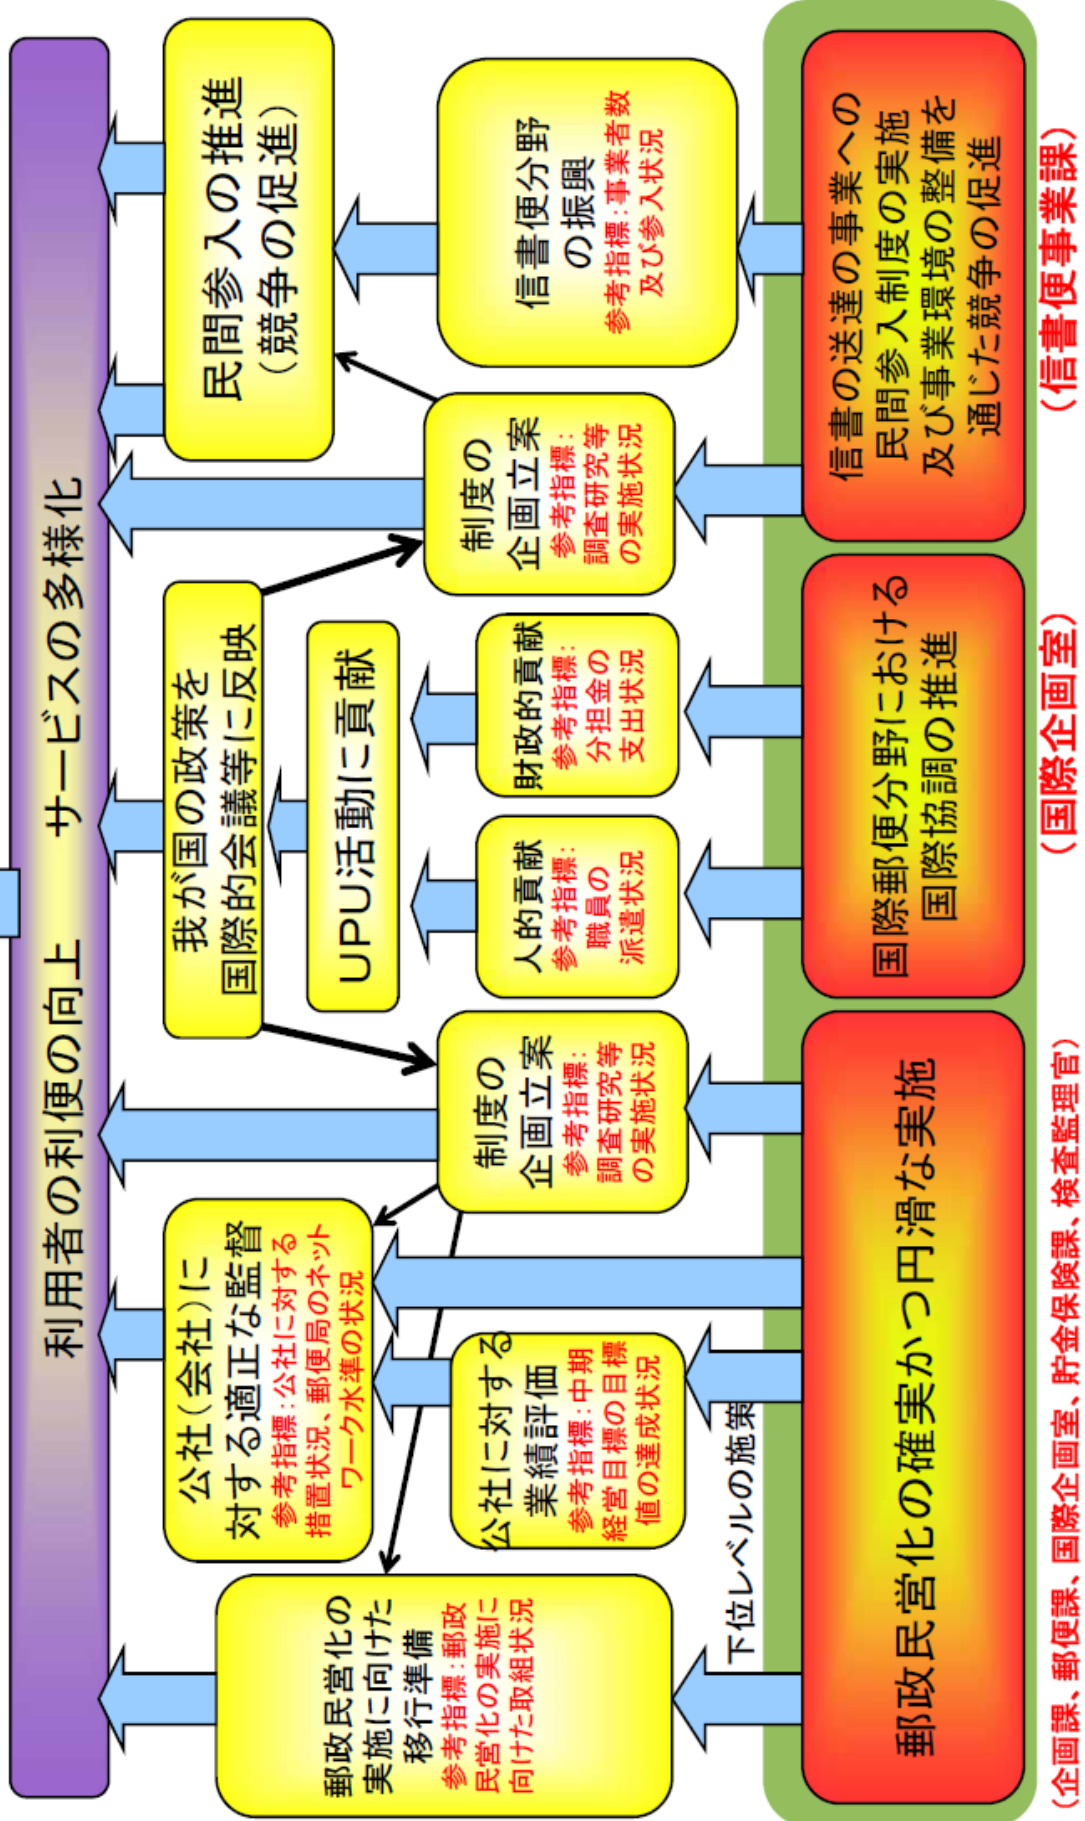 利用者の利便の向上　サービスの多様化
公社(会社)に
対する適正な監督
参考指標:公社に対する
措置状況、郵便局のネット
ワーク水準の状況
我が国の政策を
国際的会議等に反映
民間参入の推進
(競争の促進)
郵政民営化の
実施に向けた
移行準備
参考指標:郵政
民営化の実施に
向けた取組状況
公社に対する
業績評価
参考指標:中期
経営目標の目標
値の達成状況
制度の
企画立案
参考指標:
調査研究等
の実施状況
UPU活動に貢献
人的貢献
参考指標:
職員の
派遣状況
財政的貢献
参考指標:
分担金の
支出状況
制度の
企画立案
参考指標:
調査研究等
の実施状況
信書便分野
の振興
参考指標:事業者数
及び参入状況
下位レベルの施策
郵政民営化の確実かつ円滑な実施
国際郵便分野における
国際協調の推進
信書の送達の事業への
民間参入制度の実施
及び事業環境の整備を
通じた競争の促進
(企画課、郵便課、国際企画室、貯金保険課、検査監理官)
(国際企画室)
(信書便事業課)